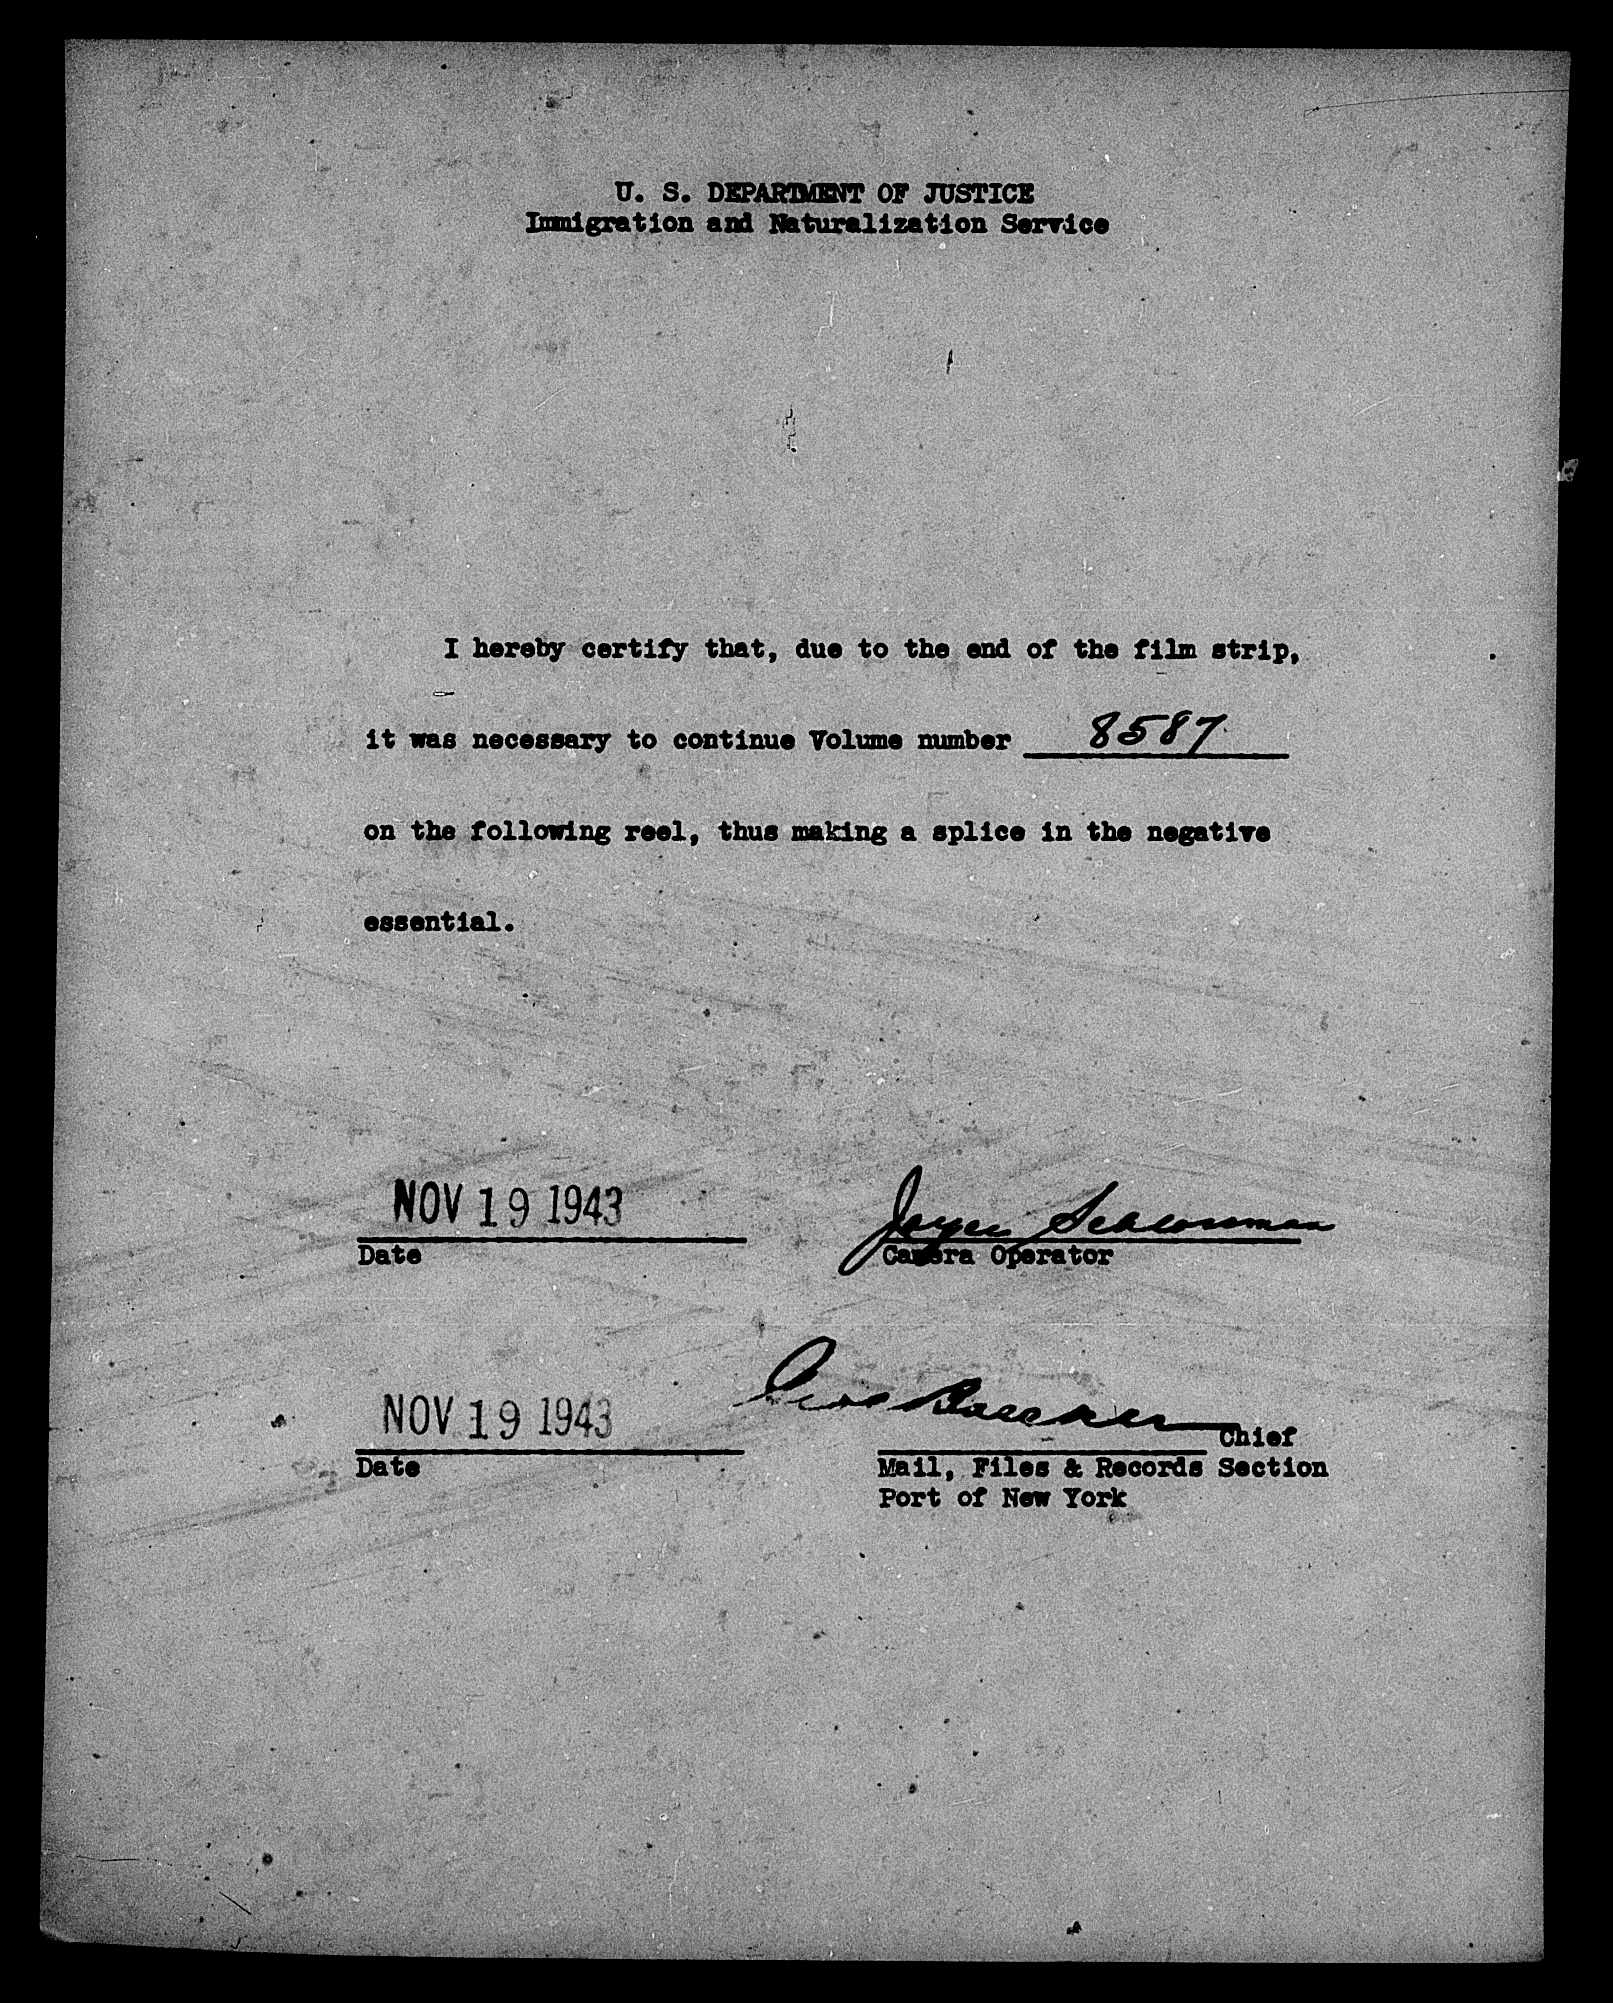 U. S. DEPARTMENT OF JUSTICE
Immigration and Naturalization Service
I hereby certify that, due to the end of the film strip,
it was necessary to continue Volume number 8587
on the following reel, thus making a splice in the negative
essential.
NOV 19 1943
Joyce Schlossman
Date
Camera Operator
NOV 19 1943
Chief
Date
Mail, Files & Records Section
Port of New York